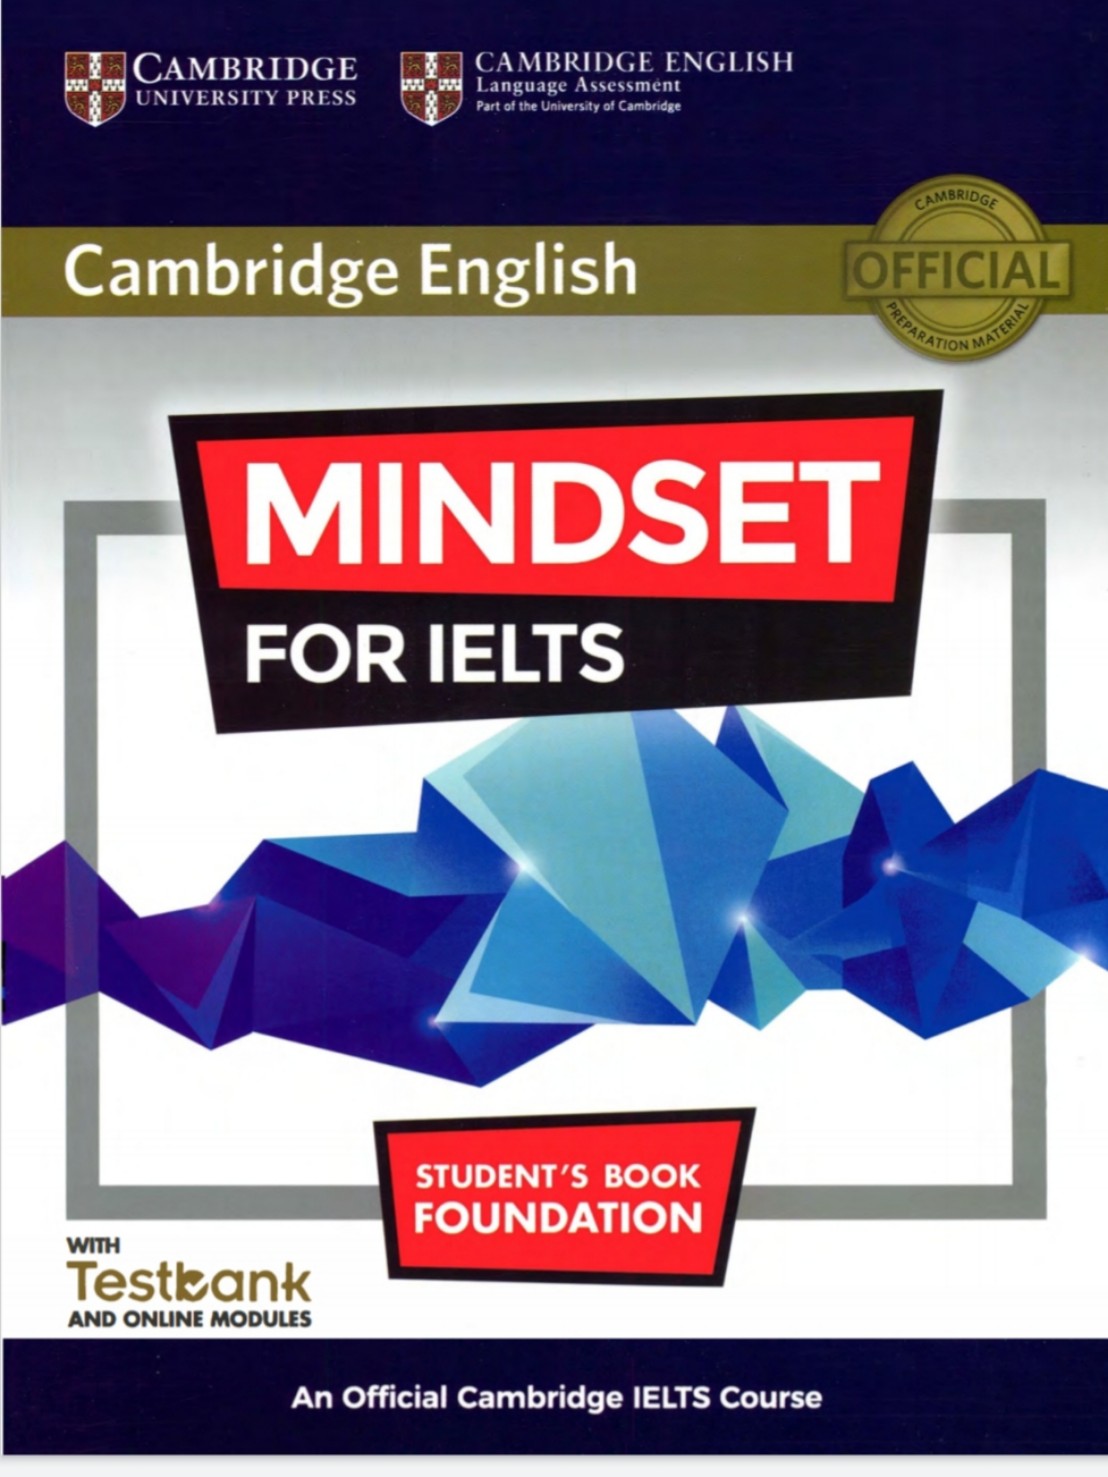 CAMBRIDGE
UNIVERSITY PRESS
CAMBRIDGE ENGLISH
Language Assessment
Part of the University of Cambridge
Cambridge English
CAMBRIDGE
OFFICIAL
PREPARATION MATERIAL
MINDSET
FOR IELTS
STUDENT'S BOOK
FOUNDATION
WITH
Testbank
AND ONLINE MODULES
An Official Cambridge IELTS Course